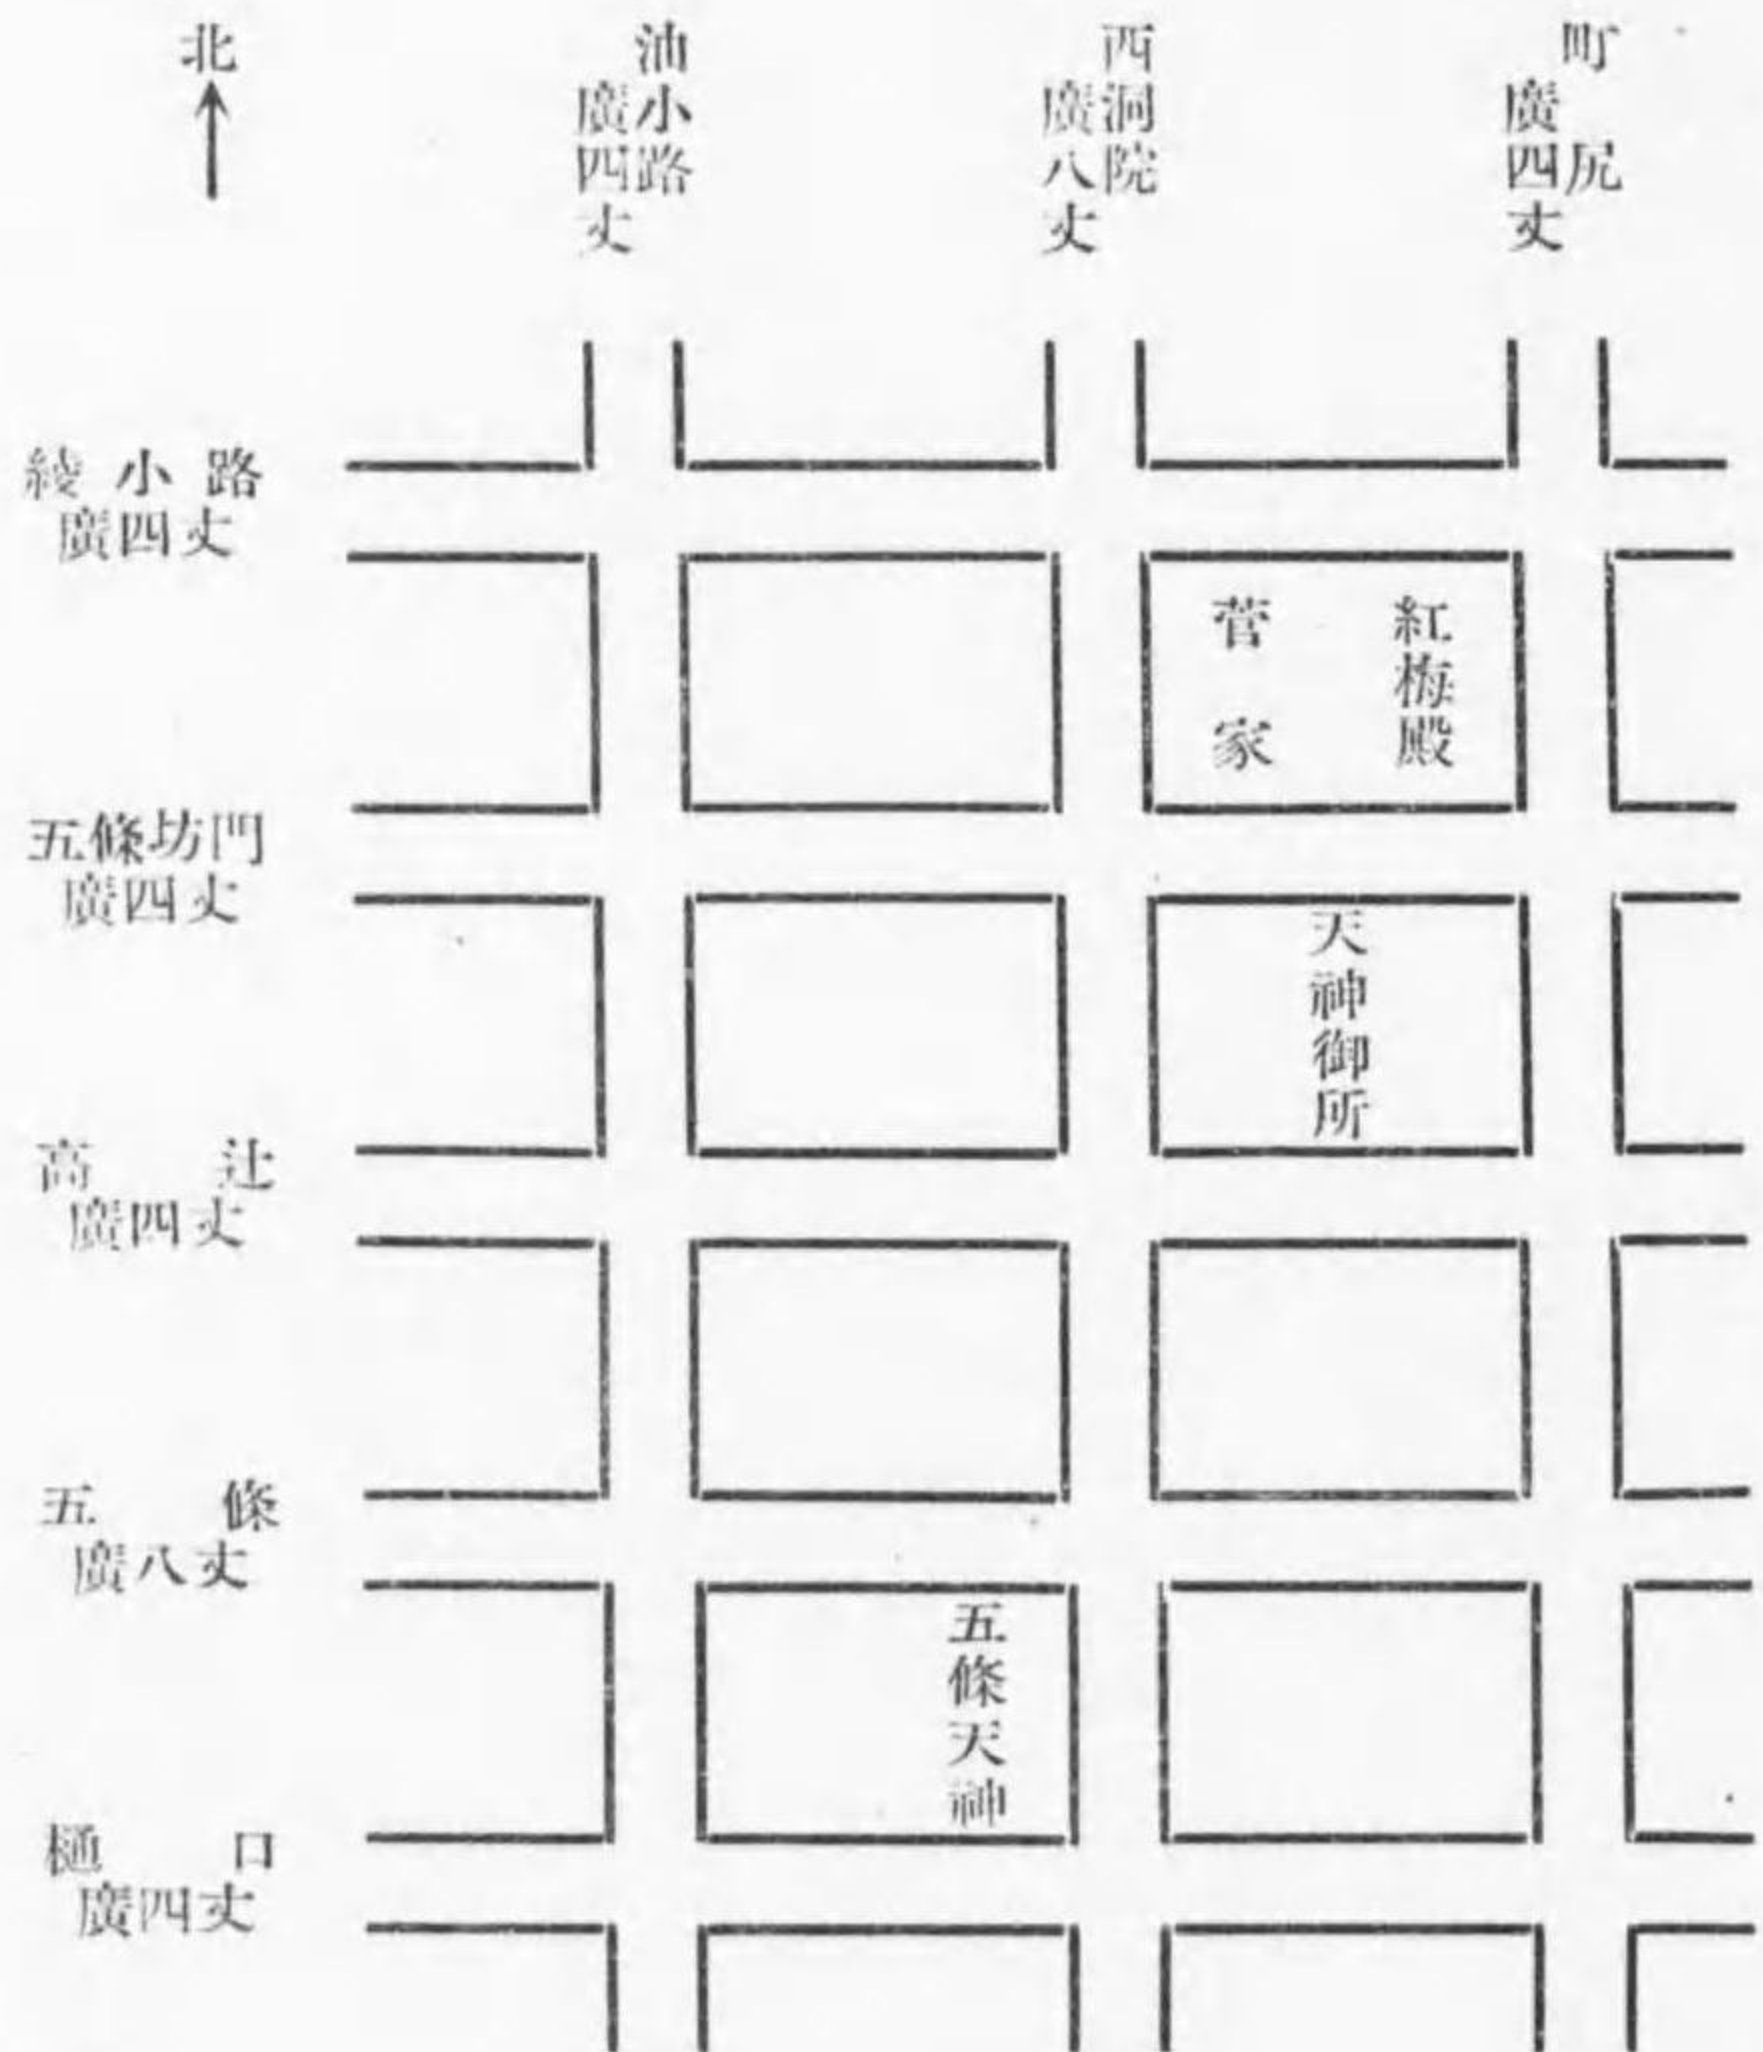 北
油小路
廣四丈
西洞院
廣八丈
町尻
廣四丈
綾小路
廣四丈
紅梅殿
菅家
五條坊門
廣四丈
天神御所
高辻
廣四丈
五條
廣八丈
五條天神
樋口
廣四丈